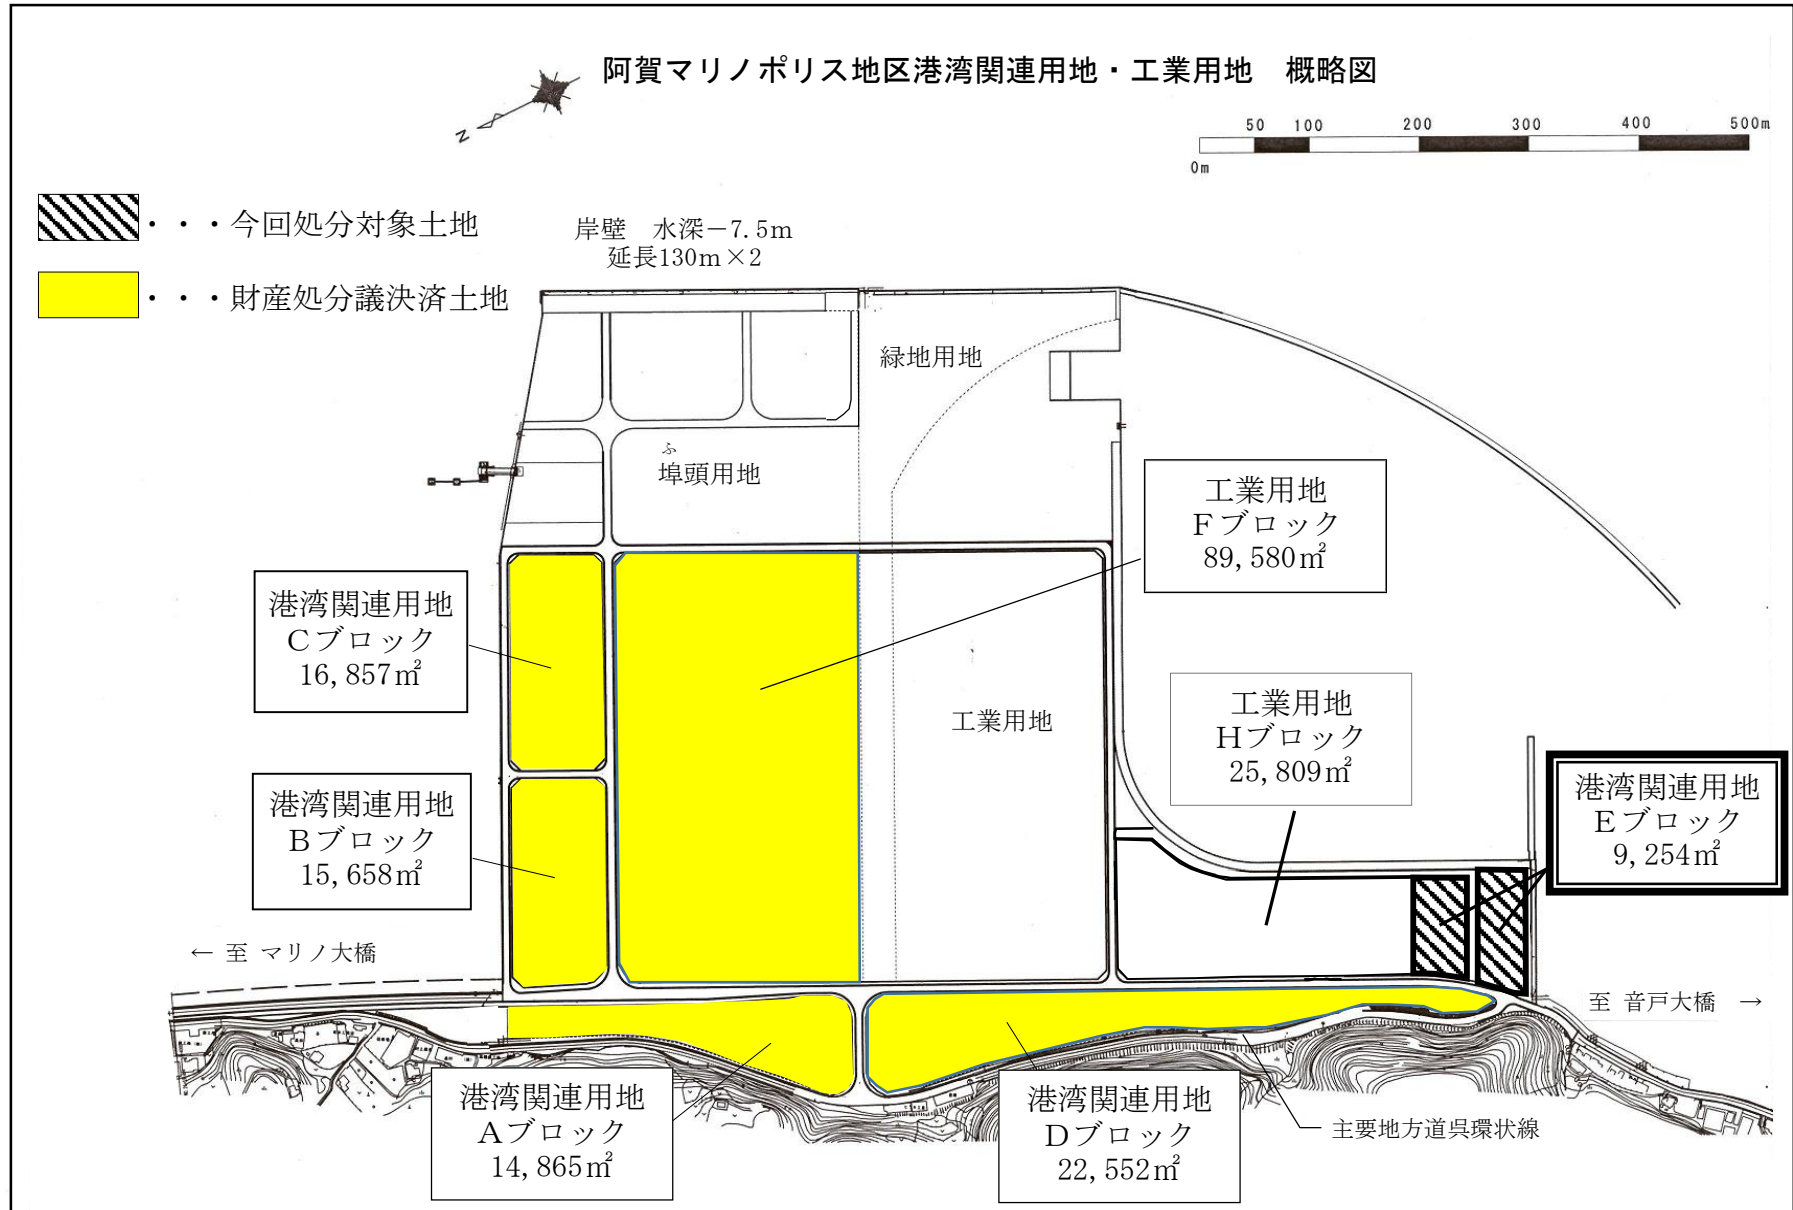 阿賀マリノポリス地区港湾関連用地・工業用地　概略図
N
50 100 200 300 400 500m
0m
・・・今回処分対象土地
・・・財産処分議決済土地
岸壁　水深－7.5m
延長130m×2
緑地用地
ふ
埠頭用地
工業用地
Fブロック
89,580㎡
港湾関連用地
Cブロック
16,857㎡
工業用地
工業用地
Hブロック
25,809㎡
港湾関連用地
Eブロック
9,254㎡
港湾関連用地
Bブロック
15,658㎡
← 至 マリノ大橋
至 音戸大橋 →
港湾関連用地
Aブロック
14,865㎡
港湾関連用地
Dブロック
22,552㎡
主要地方道呉環状線